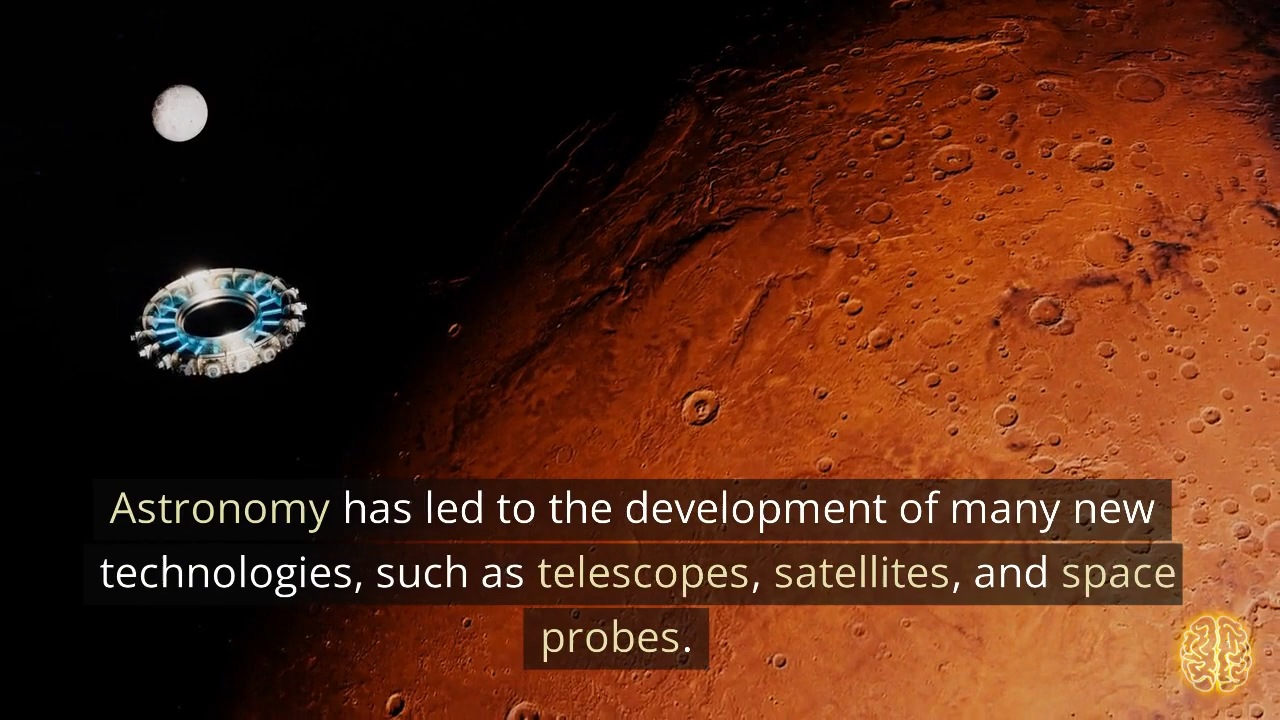 Astronomy has led to the development of many new
technologies, such as telescopes, satellites, and space
probes.